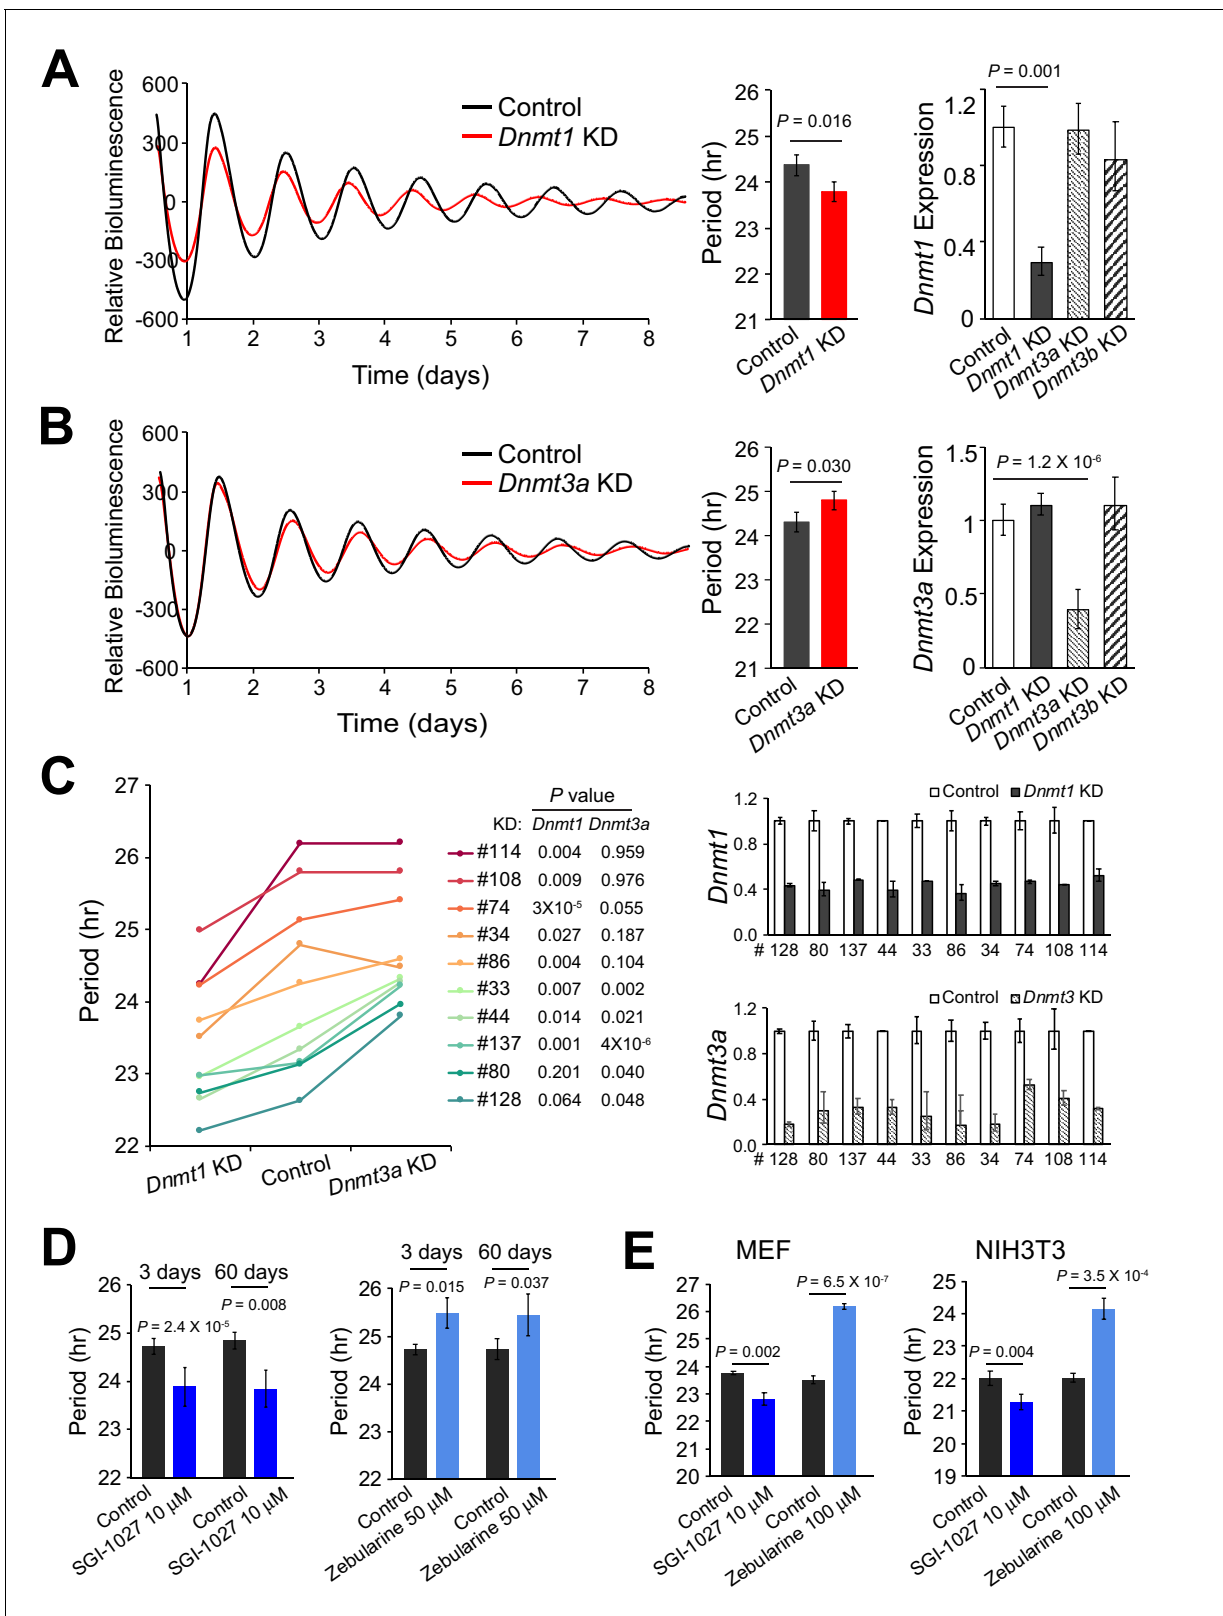 A
Relative Bioluminescence
600
300
0
-300
-600
1 2 3 4 5 6 7 8
Time (days)
Control
Dnmt1 KD
Period (hr)
26
25
24
23
22
21
P = 0.016
Control
Dnmt1 KD
Dnmt1 Expression
1.2
0.8
0.4
0
P = 0.001
Control
Dnmt1 KD
Dnmt3a KD
Dnmt3b KD
B
Relative Bioluminescence
600
300
0
-300
-600
1 2 3 4 5 6 7 8
Time (days)
Control
Dnmt3a KD
Period (hr)
26
25
24
23
22
21
P = 0.030
Control
Dnmt3a KD
Dnmt3a Expression
1.5
1
0.5
0
P = 1.2 X 10-6
Control
Dnmt1 KD
Dnmt3a KD
Dnmt3b KD
C
Period (hr)
27
26
25
24
23
22
Dnmt1 KD
Control
Dnmt3a KD
P value
KD: Dnmt1 Dnmt3a
#114 0.004 0.959
#108 0.009 0.976
#74 3X10-5 0.055
#34 0.027 0.187
#86 0.004 0.104
#33 0.007 0.002
#44 0.014 0.021
#137 0.001 4X10-6
#80 0.201 0.040
#128 0.064 0.048
Control Dnmt1 KD
Dnmt1
1.2
0.8
0.4
0.0
# 128 80 137 44 33 86 34 74 108 114
Control Dnmt3 KD
Dnmt3a
1.2
0.8
0.4
0.0
# 128 80 137 44 33 86 34 74 108 114
D
Period (hr)
26
25
24
23
22
3 days 60 days
P = 0.008
P = 2.4 X 10-5
Control
SGI-1027 10 μM
Control
SGI-1027 10 μM
Period (hr)
26
25
24
23
22
3 days 60 days
P = 0.015 P = 0.037
Control
Zebularine 50 μM
Control
Zebularine 50 μM
E
MEF
Period (hr)
27
26
25
24
23
22
21
20
P = 6.5 X 10-7
P = 0.002
Control
SGI-1027 10 μM
Control
Zebularine 100 μM
NIH3T3
Period (hr)
25
24
23
22
21
20
19
P = 3.5 X 10-4
P = 0.004
Control
SGI-1027 10 μM
Control
Zebularine 100 μM